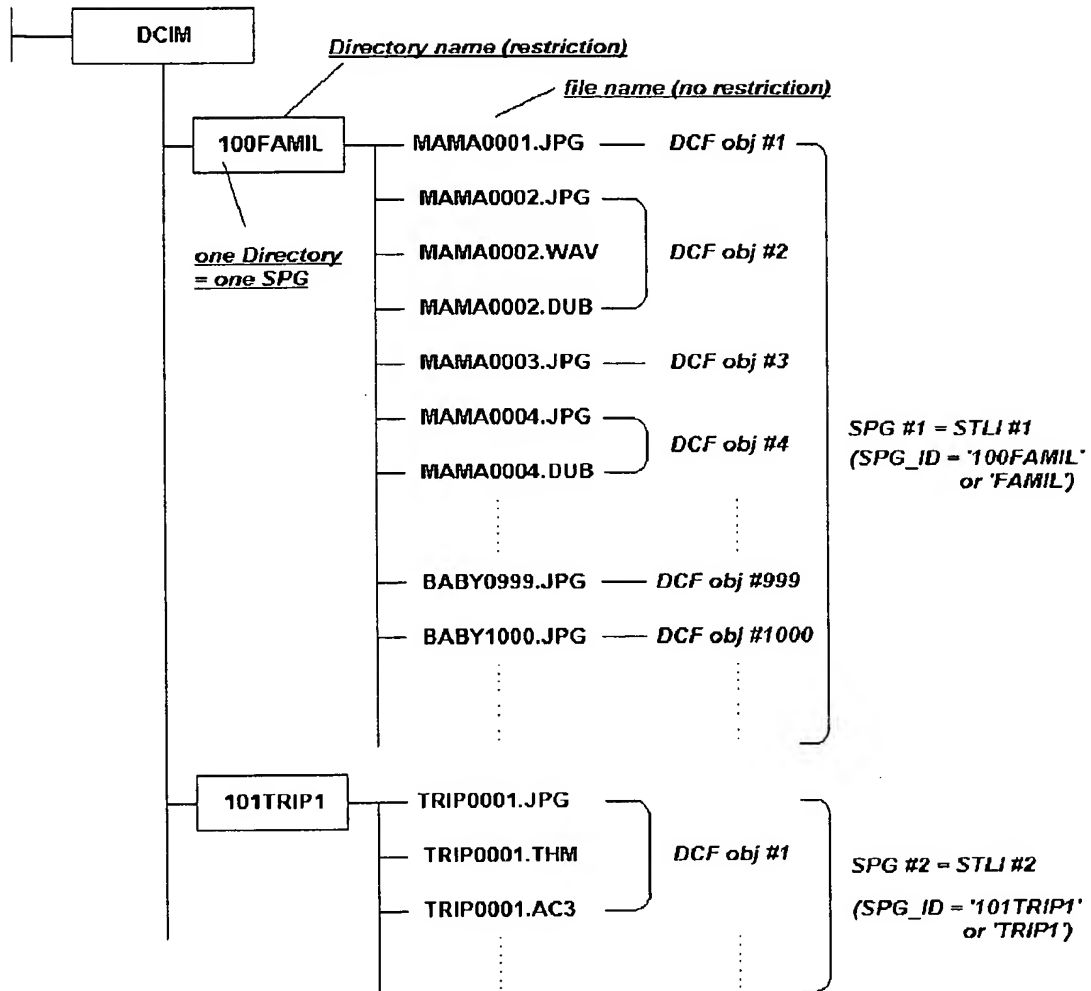 DCIM
Directory name (restriction)
file name (no restriction)
100FAMIL
MAMA0001.JPG
DCF obj #1
MAMA0002.JPG
one Directory
= one SPG
MAMA0002.WAV
DCF obj #2
MAMA0002.DUB
MAMA0003.JPG
DCF obj #3
MAMA0004.JPG
DCF obj #4
MAMA0004.DUB
SPG #1 = STLI #1
(SPG_ID = '100FAMIL'
or 'FAMIL')
BABY0999.JPG
DCF obj #999
BABY1000.JPG
DCF obj #1000
101TRIP1
TRIP0001.JPG
TRIP0001.THM
DCF obj #1
TRIP0001.AC3
SPG #2 = STLI #2
(SPG_ID = '101TRIP1'
or 'TRIP1')